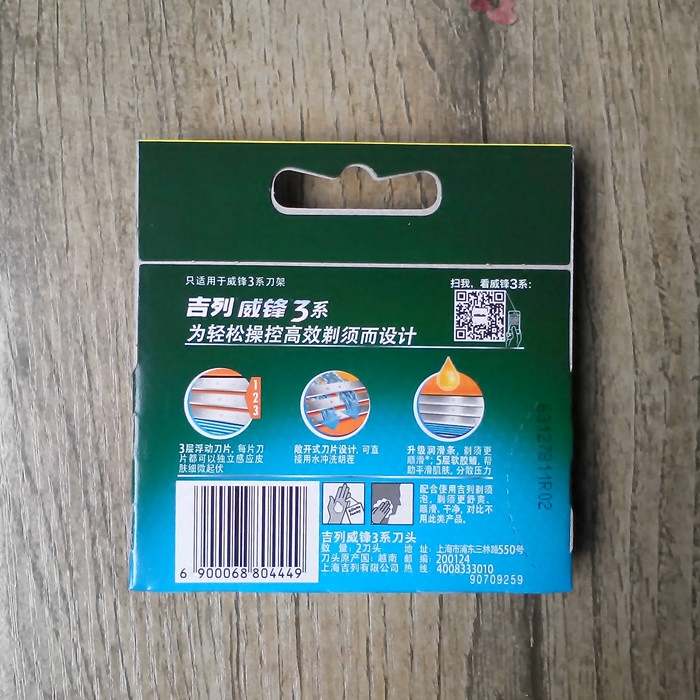 只适用于威锋3系刀架
扫我，看威锋3系：
吉列 威锋 3系
为轻松操控高效剃须而设计
1
2
3
3层浮动刀片，每片刀
片都可以独立感应皮
肤细微起伏
敞开式刀片设计，可直
接用水冲洗胡茬
升级润滑条，剃须更
顺滑*；5层软胶鳍，帮
助平滑肌肤，分散压力
63127911R02
配合使用吉列剃须
泡，剃须更舒爽、
顺滑、干净，对比不
用此类产品。
吉列威锋3系刀头
数 量：2刀头
刀头原产国：越南
上海吉列有限公司
地 址：上海市浦东三林路550号
邮 编：200124
热 线：4008333010
90709259
6 900068 804449